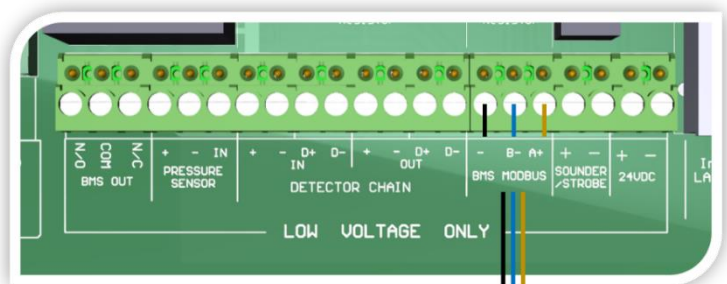 N/O COM N/C + - IN + - D+ D- + - D+ D- - B- A+ + - + -
IN OUT
BMS OUT PRESSURE SENSOR DETECTOR CHAIN BMS MODBUS SOUNDER /STROBE 24VDC
LOW VOLTAGE ONLY